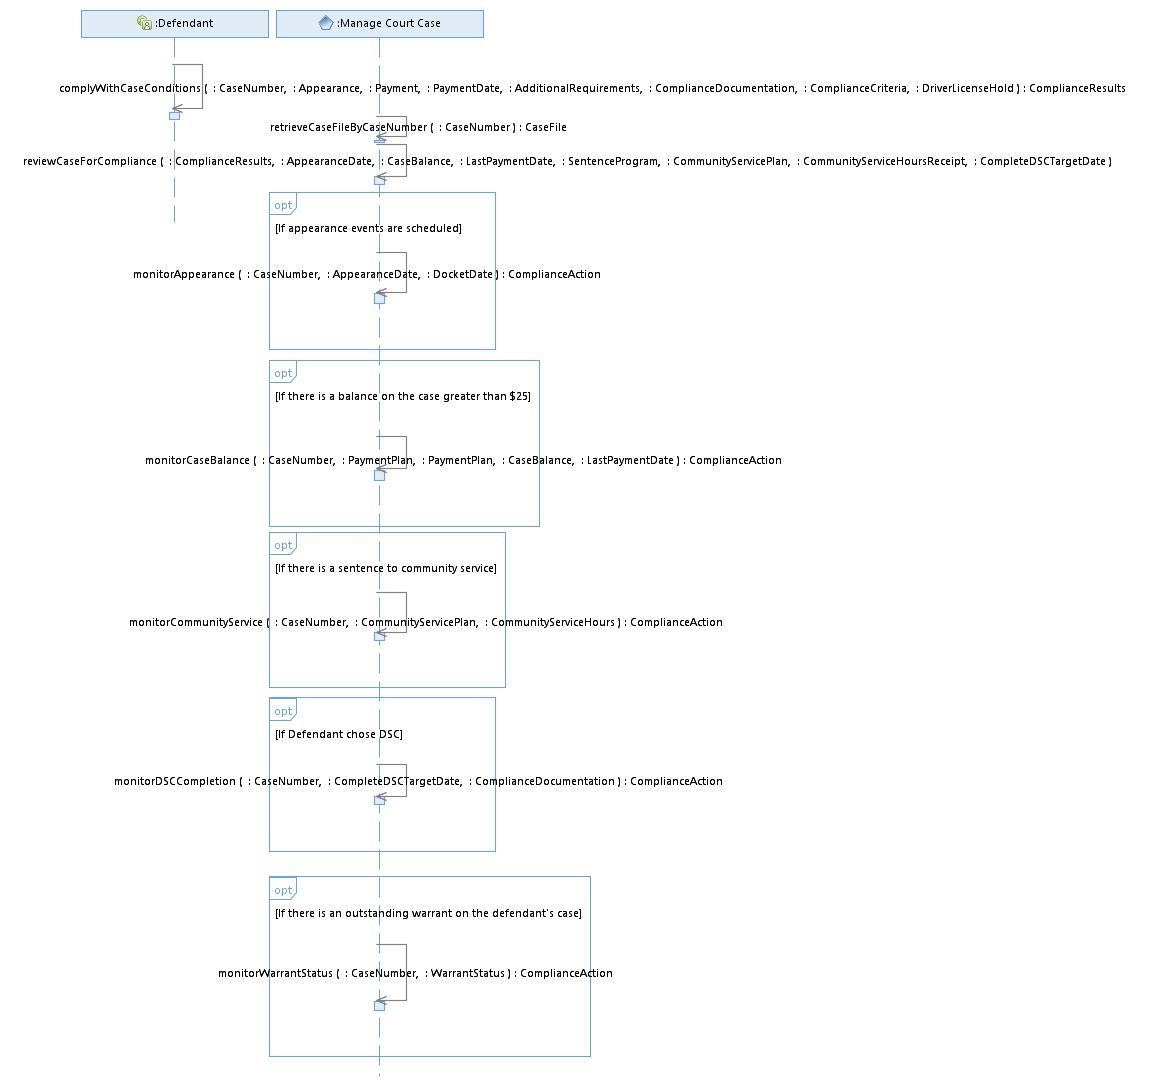 :Defendant
:Manage Court Case
complyWithCaseConditions ( : CaseNumber, : Appearance, : Payment, : PaymentDate, : AdditionalRequirements, : ComplianceDocumentation, : ComplianceCriteria, : DriverLicenseHold ) : ComplianceResults
retrieveCaseFileByCaseNumber ( : CaseNumber ) : CaseFile
reviewCaseForCompliance ( : ComplianceResults, : AppearanceDate, : CaseBalance, : LastPaymentDate, : SentenceProgram, : CommunityServicePlan, : CommunityServiceHoursReceipt, : CompleteDSCTargetDate )
opt
[If appearance events are scheduled]
monitorAppearance ( : CaseNumber, : AppearanceDate, : DocketDate ) : ComplianceAction
opt
[If there is a balance on the case greater than $25]
monitorCaseBalance ( : CaseNumber, : PaymentPlan, : PaymentPlan, : CaseBalance, : LastPaymentDate ) : ComplianceAction
opt
[If there is a sentence to community service]
monitorCommunityService ( : CaseNumber, : CommunityServicePlan, : CommunityServiceHours ) : ComplianceAction
opt
[If Defendant chose DSC]
monitorDSCCompletion ( : CaseNumber, : CompleteDSCTargetDate, : ComplianceDocumentation ) : ComplianceAction
opt
[If there is an outstanding warrant on the defendant's case]
monitorWarrantStatus ( : CaseNumber, : WarrantStatus ) : ComplianceAction